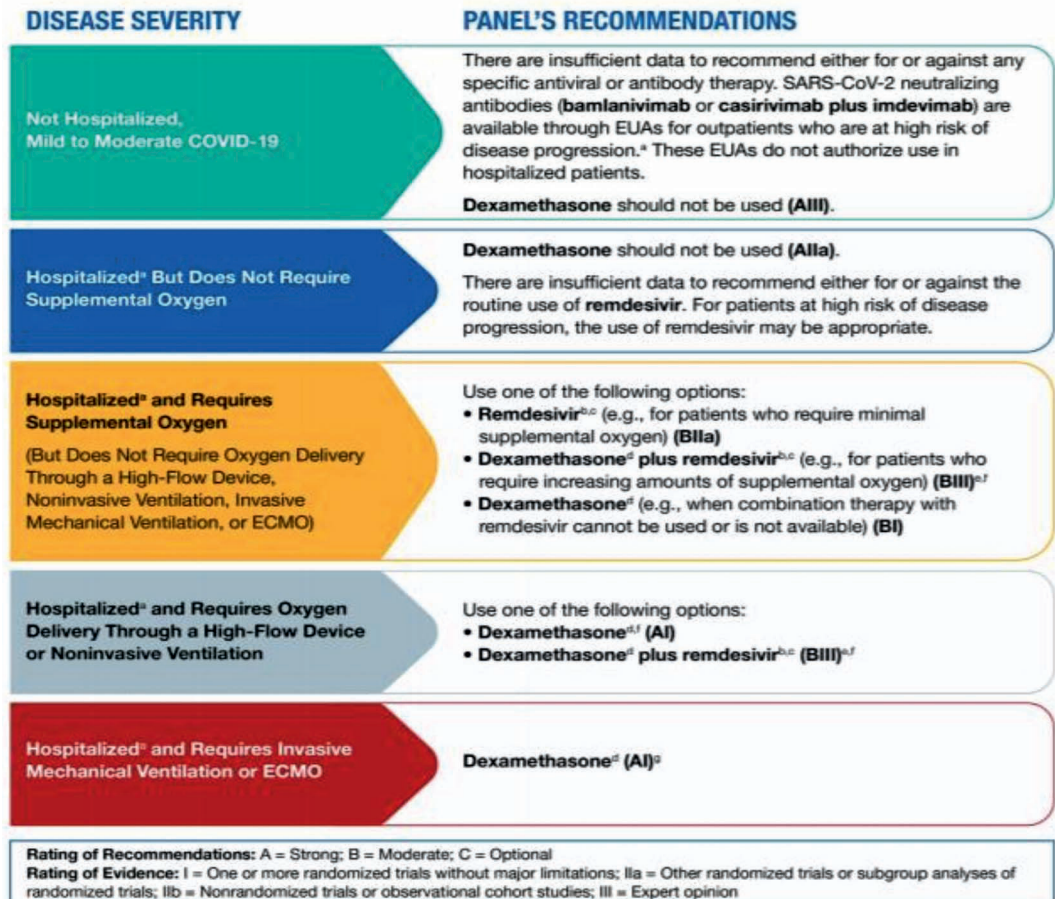 DISEASE SEVERITY
PANEL'S RECOMMENDATIONS
Not Hospitalized,
Mild to Moderate COVID-19
There are insufficient data to recommend either for or against any
specific antiviral or antibody therapy. SARS-CoV-2 neutralizing
antibodies (bamlanivimab or casirivimab plus imdevimab) are
available through EUAs for outpatients who are at high risk of
disease progression.ᵃ These EUAs do not authorize use in
hospitalized patients.
Dexamethasone should not be used (AIII).
Hospitalizedᵃ But Does Not Require
Supplemental Oxygen
Dexamethasone should not be used (AIIa).
There are insufficient data to recommend either for or against the
routine use of remdesivir. For patients at high risk of disease
progression, the use of remdesivir may be appropriate.
Hospitalizedᵃ and Requires
Supplemental Oxygen
(But Does Not Require Oxygen Delivery
Through a High-Flow Device,
Noninvasive Ventilation, Invasive
Mechanical Ventilation, or ECMO)
Use one of the following options:
• Remdesivirᵇ,ᶜ (e.g., for patients who require minimal
supplemental oxygen) (BIIa)
• Dexamethasoneᵈ plus remdesivirᵇ,ᶜ (e.g., for patients who
require increasing amounts of supplemental oxygen) (BIII)ᵉ,ᶠ
• Dexamethasoneᵈ (e.g., when combination therapy with
remdesivir cannot be used or is not available) (BI)
Hospitalizedᵃ and Requires Oxygen
Delivery Through a High-Flow Device
or Noninvasive Ventilation
Use one of the following options:
• Dexamethasoneᵈ,ᶠ (AI)
• Dexamethasoneᵈ plus remdesivirᵇ,ᶜ (BIII)ᵉ,ᶠ
Hospitalizedᵃ and Requires Invasive
Mechanical Ventilation or ECMO
Dexamethasoneᵈ (AI)ᵍ
Rating of Recommendations: A = Strong; B = Moderate; C = Optional
Rating of Evidence: I = One or more randomized trials without major limitations; IIa = Other randomized trials or subgroup analyses of
randomized trials; IIb = Nonrandomized trials or observational cohort studies; III = Expert opinion